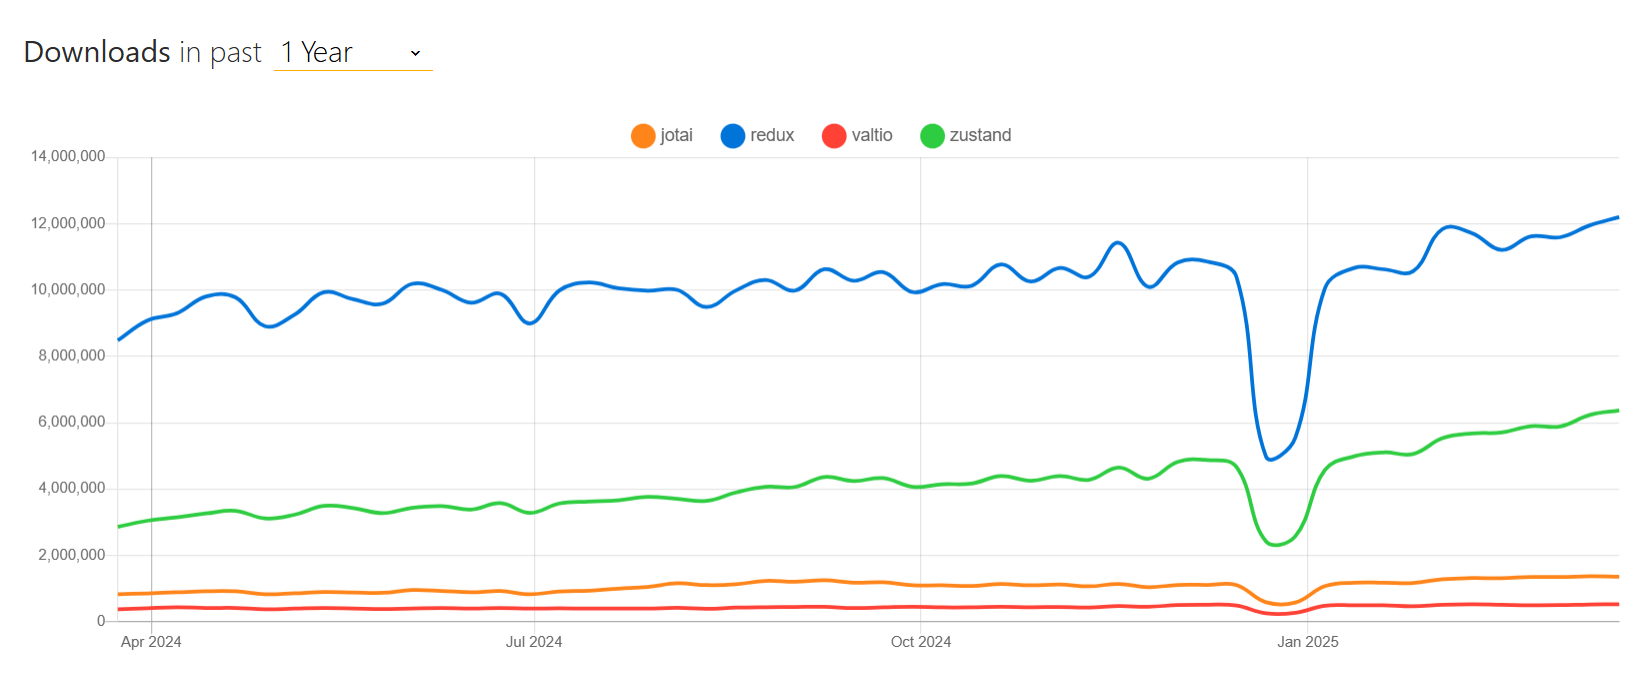 Downloads in past 1 Year
jotai redux valtio zustand
14,000,000
12,000,000
10,000,000
8,000,000
6,000,000
4,000,000
2,000,000
0
Apr 2024 Jul 2024 Oct 2024 Jan 2025